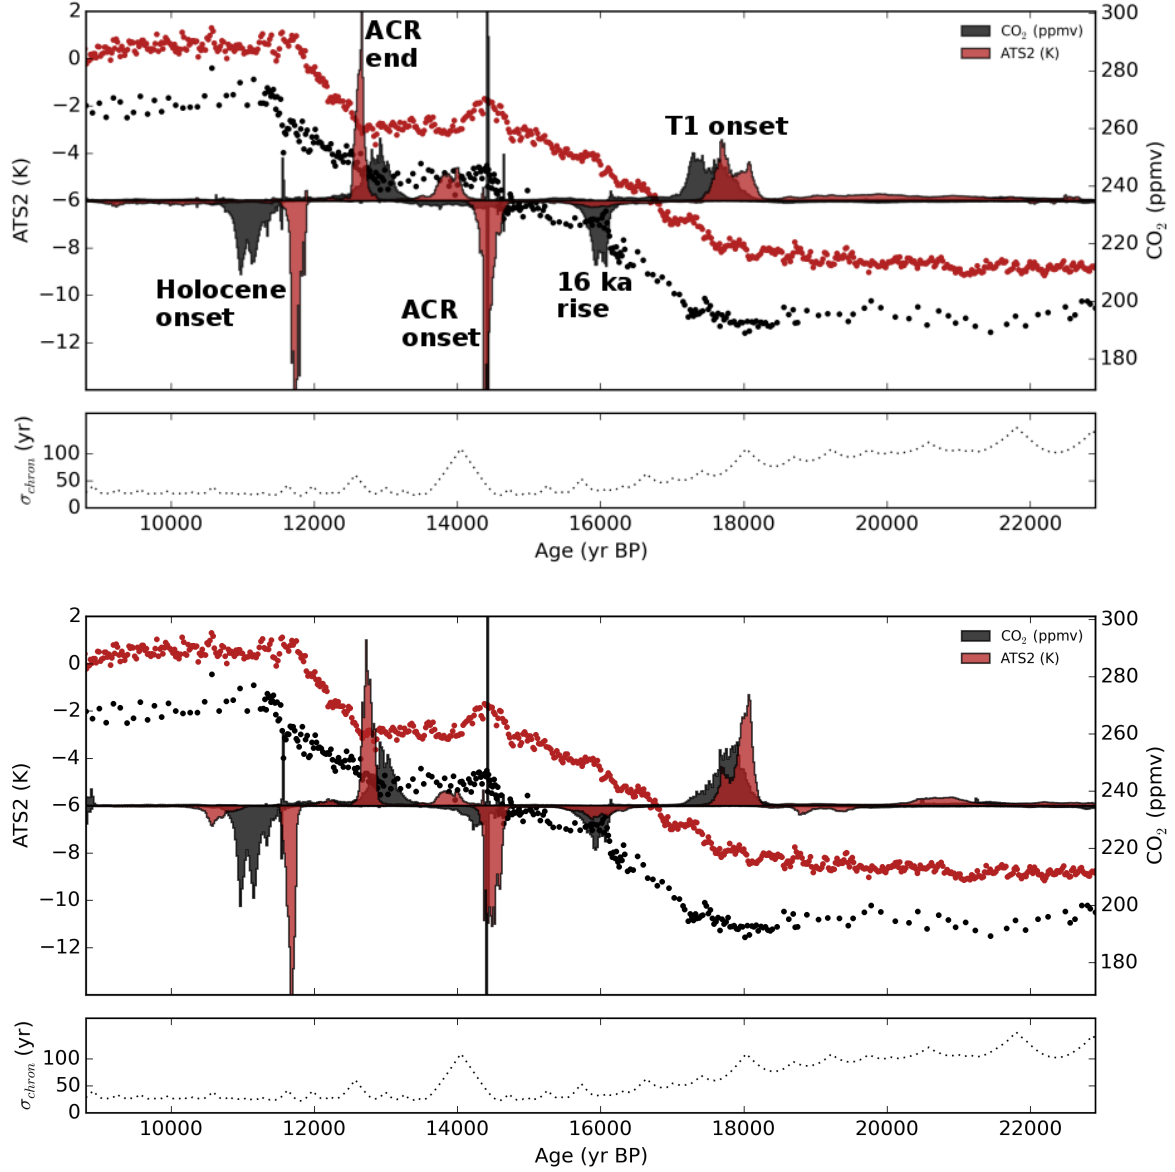 2
0
−2
−4
−6
−8
−10
−12
ATS2 (K)
ACR
end
T1 onset
Holocene
onset
ACR
onset
16 ka
rise
CO2 (ppmv)
ATS2 (K)
300
280
260
240
220
200
180
CO2 (ppmv)
100
50
0
σchron (yr)
10000 12000 14000 16000 18000 20000 22000
Age (yr BP)
2
0
−2
−4
−6
−8
−10
−12
ATS2 (K)
CO2 (ppmv)
ATS2 (K)
300
280
260
240
220
200
180
CO2 (ppmv)
100
50
0
σchron (yr)
10000 12000 14000 16000 18000 20000 22000
Age (yr BP)